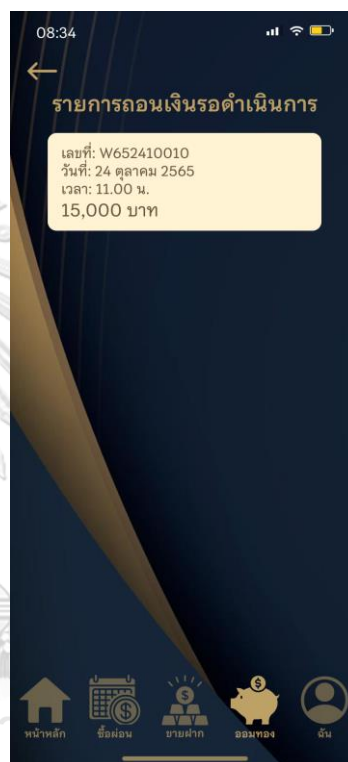 08:34
รายการถอนเงินรอดำเนินการ
เลขที่: W652410010
วันที่: 24 ตุลาคม 2565
เวลา: 11.00 น.
15,000 บาท
หน้าหลัก ซื้อผ่อน ขายฝาก ออมทอง ฉัน